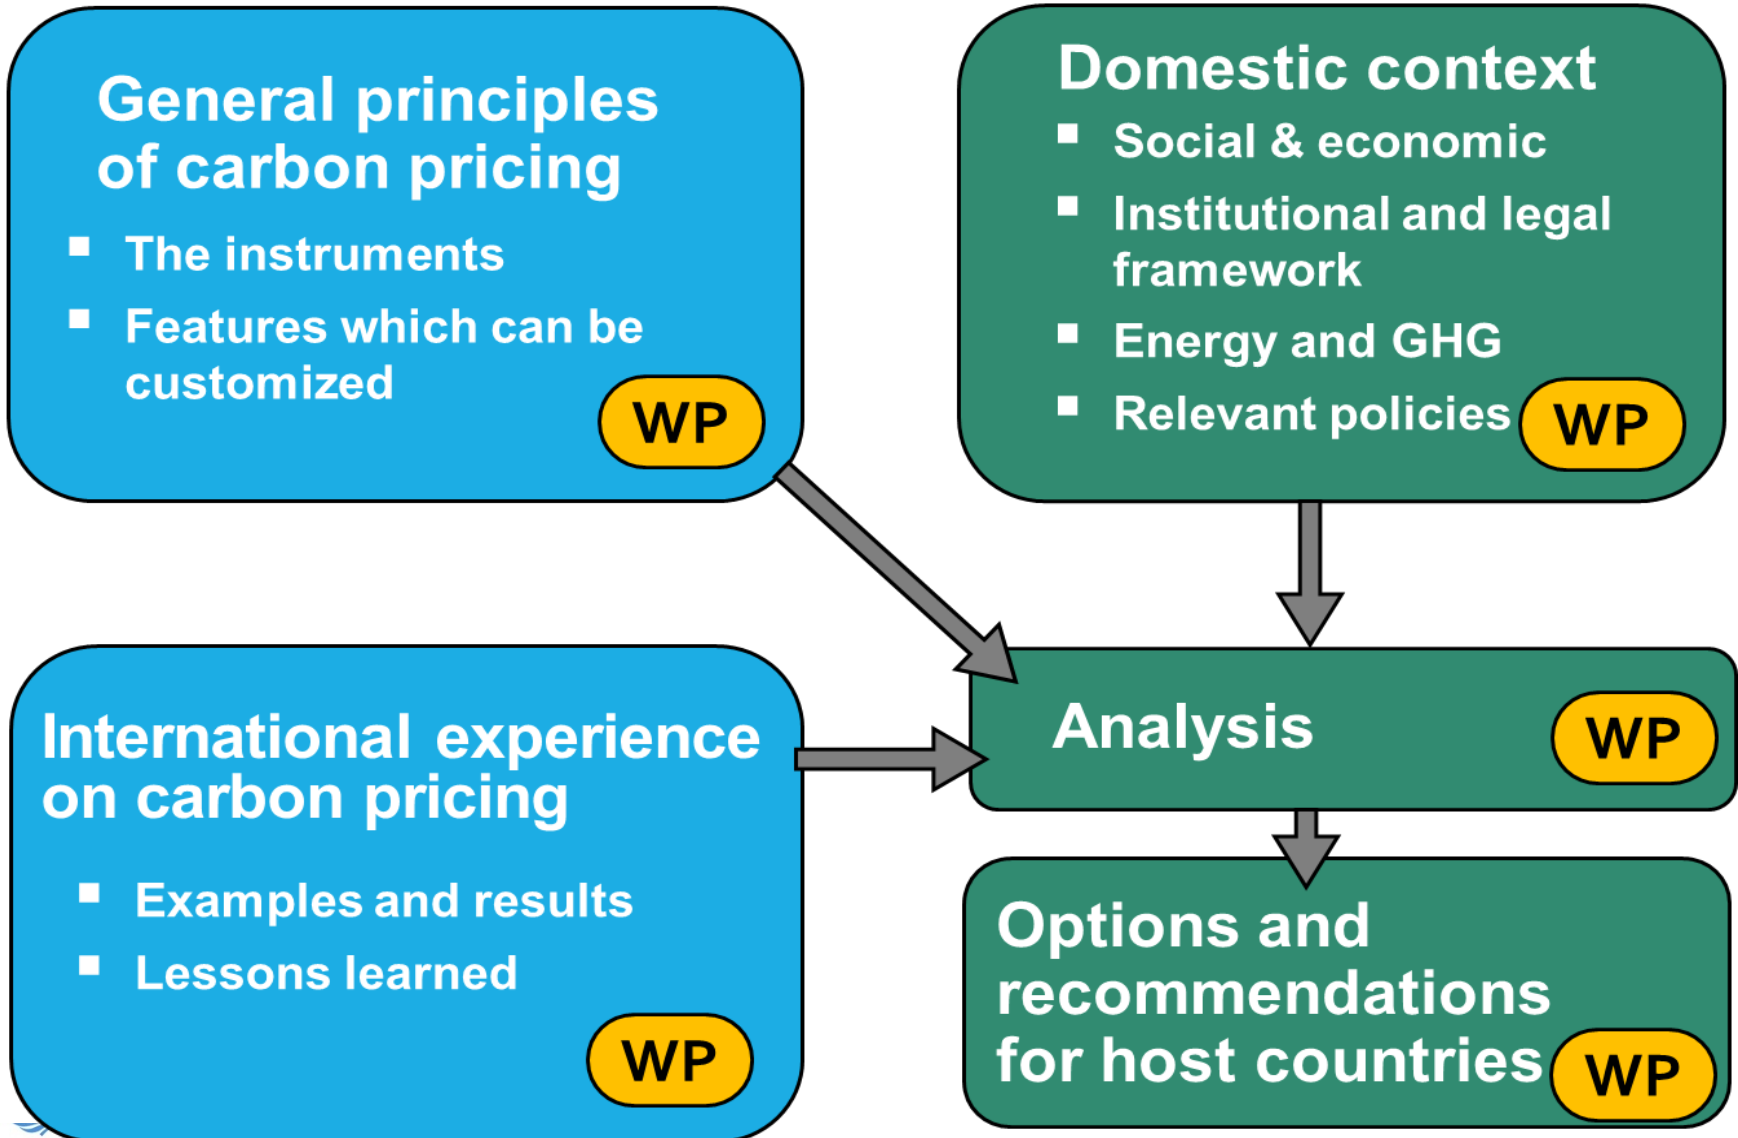 General principles
of carbon pricing
The instruments
Features which can be
customized
WP
Domestic context
Social & economic
Institutional and legal
framework
Energy and GHG
Relevant policies
WP
International experience
on carbon pricing
Examples and results
Lessons learned
WP
Analysis
WP
Options and
recommendations
for host countries
WP